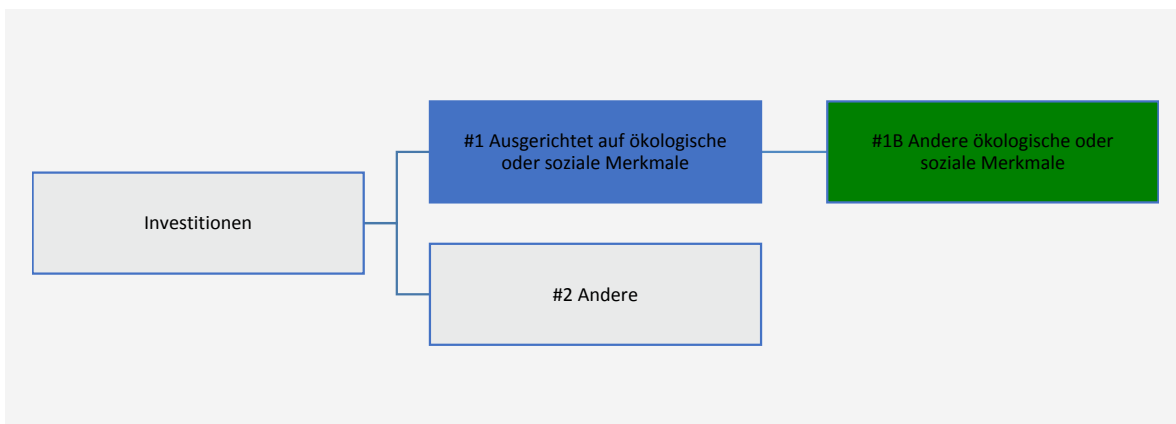 #1 Ausgerichtet auf ökologische
oder soziale Merkmale
#1B Andere ökologische oder
soziale Merkmale
Investitionen
#2 Andere